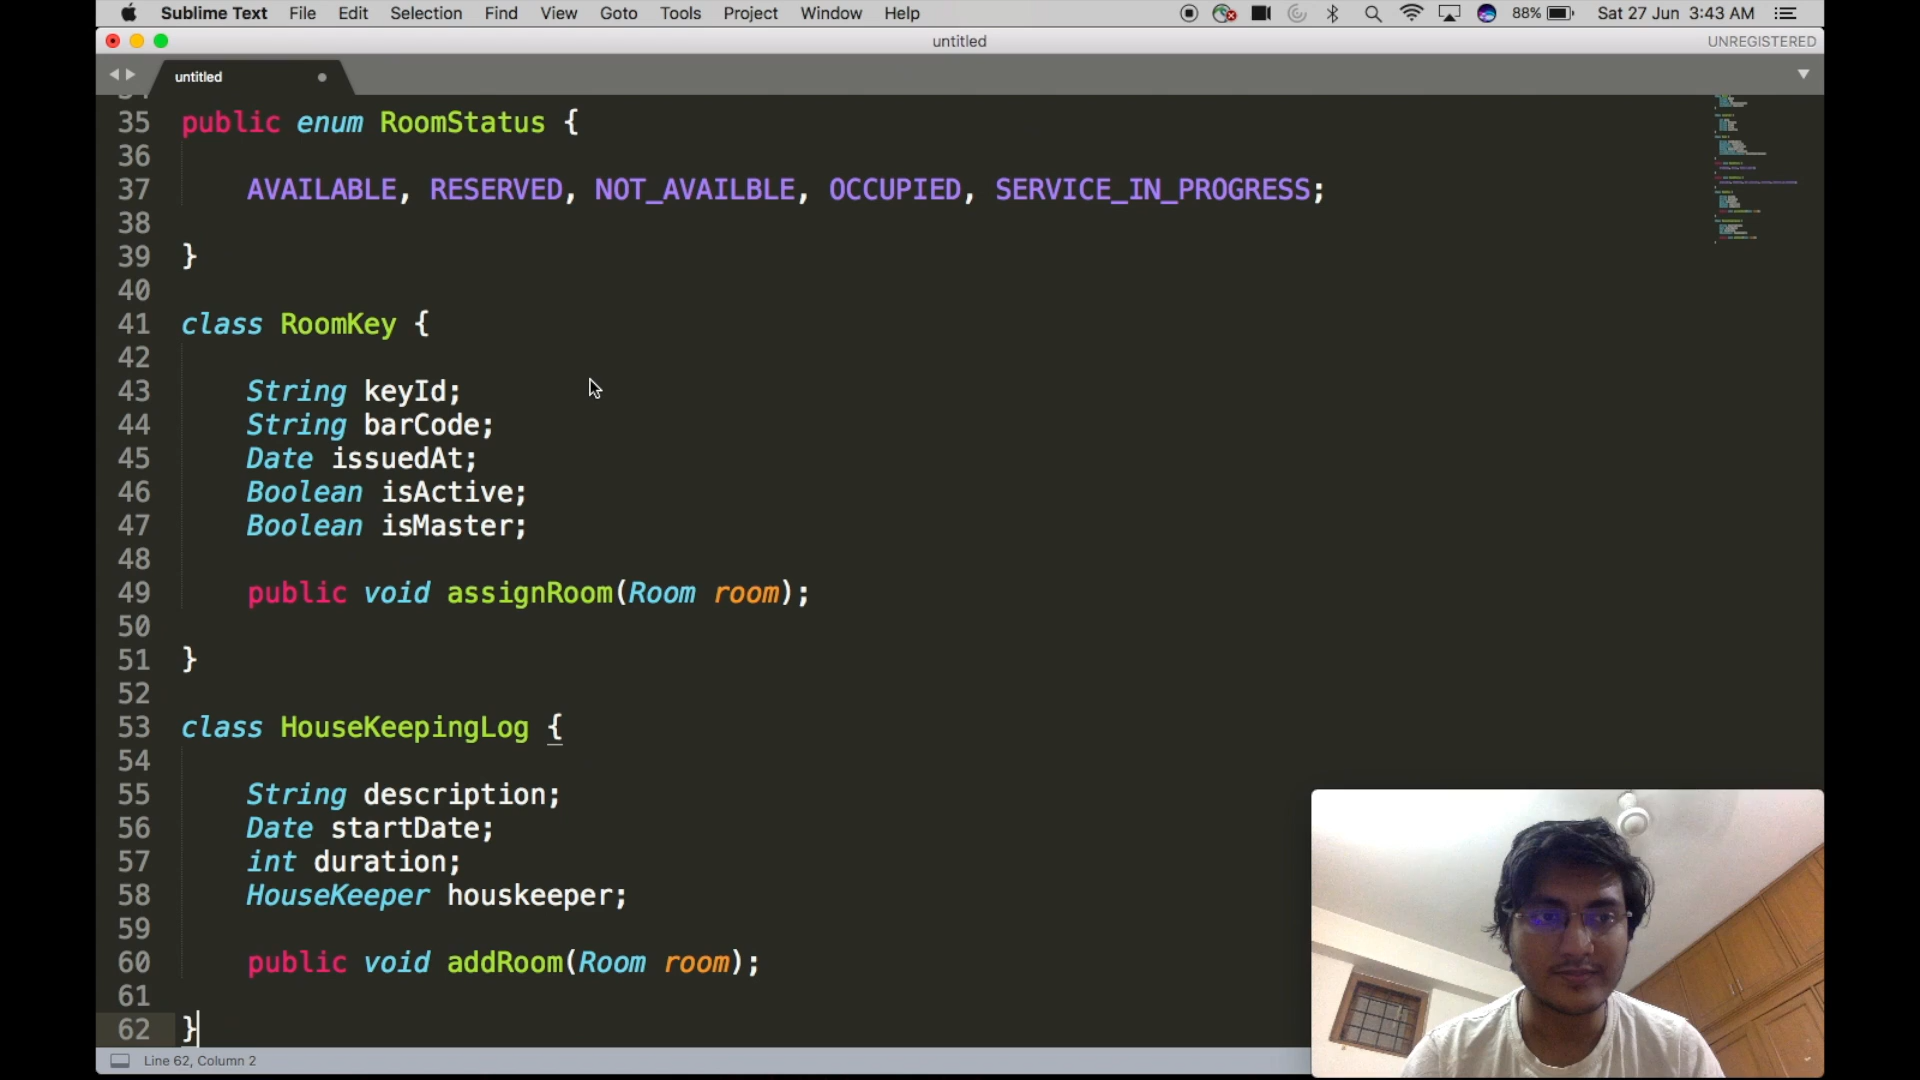 Sublime Text File Edit Selection Find View Goto Tools Project Window Help 88% Sat 27 Jun 3:43 AM
untitled UNREGISTERED
untitled
35 public enum RoomStatus {
36
37 AVAILABLE, RESERVED, NOT_AVAILBLE, OCCUPIED, SERVICE_IN_PROGRESS;
38
39 }
40
41 class RoomKey {
42
43 String keyId;
44 String barCode;
45 Date issuedAt;
46 Boolean isActive;
47 Boolean isMaster;
48
49 public void assignRoom(Room room);
50
51 }
52
53 class HouseKeepingLog {
54
55 String description;
56 Date startDate;
57 int duration;
58 HouseKeeper houskeeper;
59
60 public void addRoom(Room room);
61
62 }
Line 62, Column 2